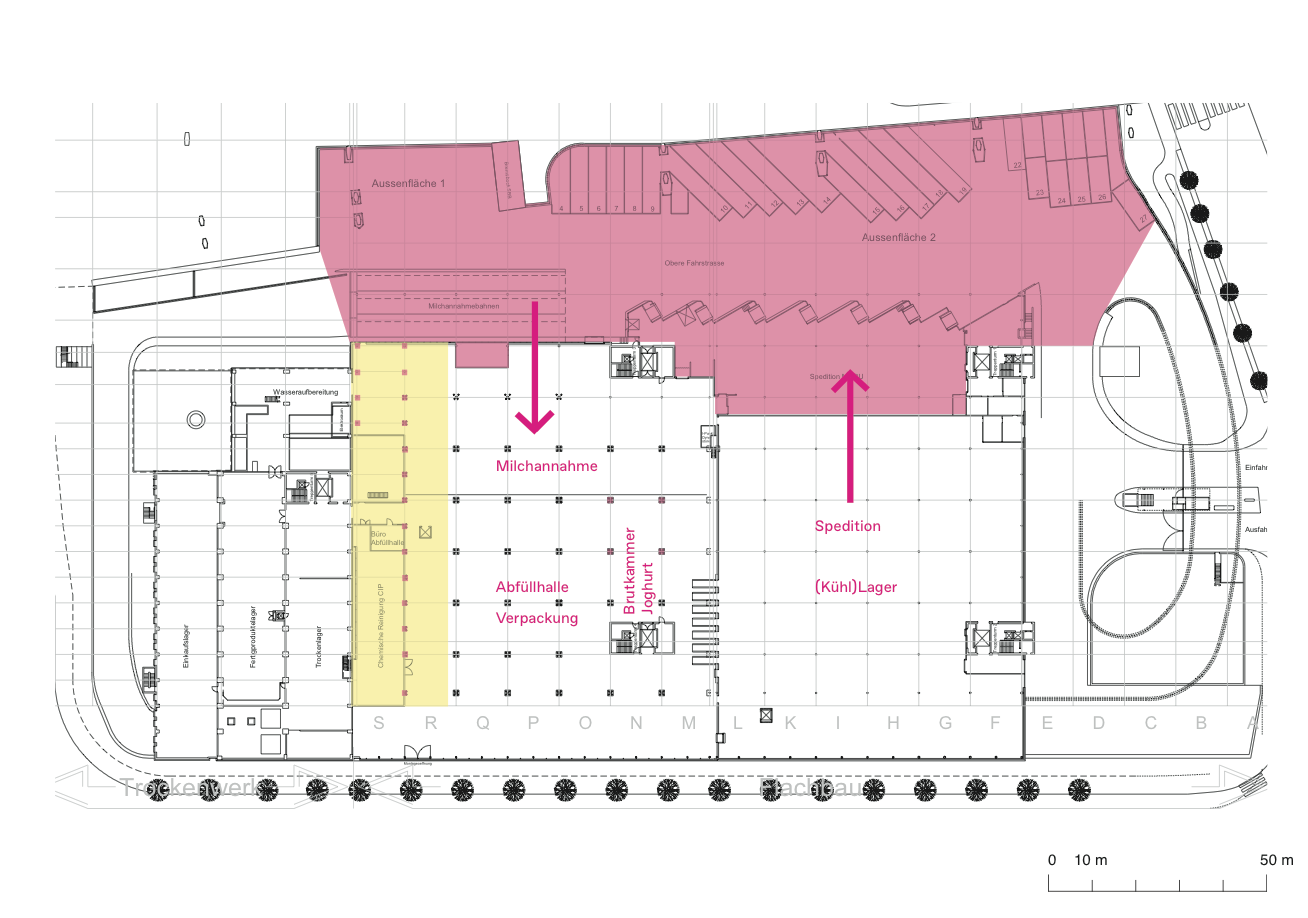 Aussenfläche 1
4 5 6 7 8 9
10 11 12 13 14
15 16 17 18 19
22 23 24 25 26 27
Aussenfläche 2
Obere Fahrstrasse
Milchannahmebahnen
Wasseraufbereitung
Milchannahme
Spedition
(Kühl)Lager
Büro
Abfüllhalle
Abfüllhalle
Verpackung
Brutkammer
Joghurt
Chemische Reinigung CIP
Einkaufslager
Fertigproduktelager
Trockenlager
Einfahr
Ausfah
S R Q P O N M L K I H G F E D C B A
Trockenwerk
Flachbau
0 10 m 50 m